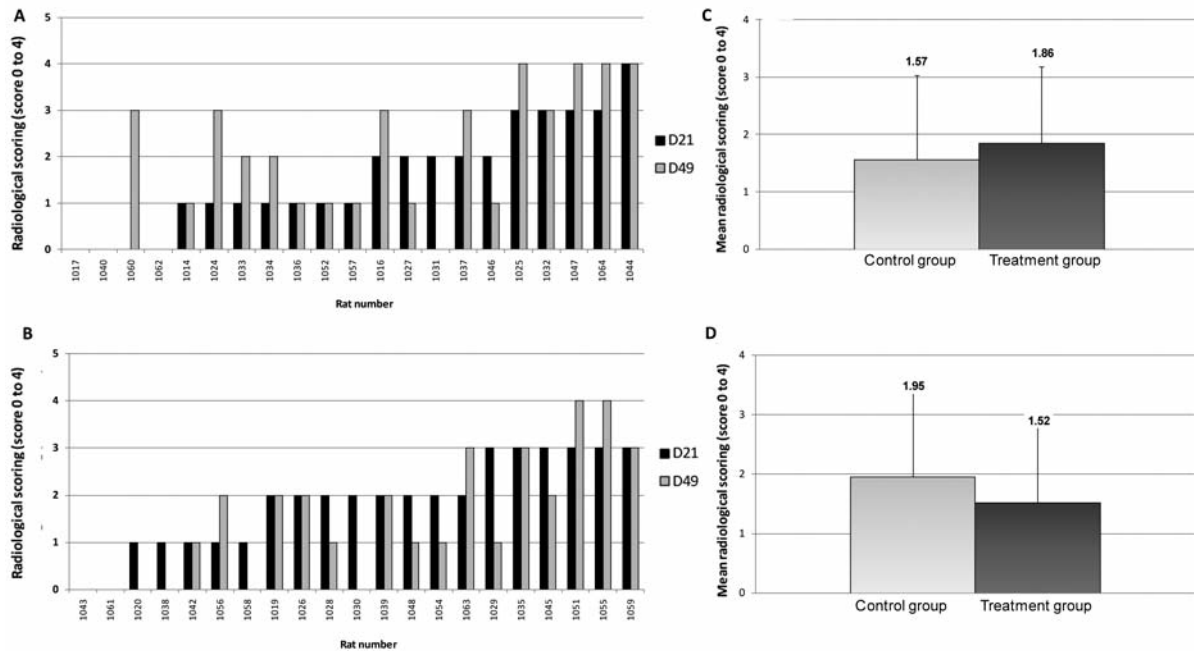 A
Radiological scoring (score 0 to 4)
5
4
3
2
1
0
1017 1040 1060 1062 1014 1024 1033 1034 1036 1052 1057 1016 1027 1031 1037 1046 1025 1032 1047 1064 1044
Rat number
D21
D49
C
Mean radiological scoring (score 0 to 4)
4
3
2
1
0
1.57
1.86
Control group
Treatment group
B
Radiological scoring (score 0 to 4)
5
4
3
2
1
0
1043 1061 1020 1038 1042 1056 1058 1019 1026 1028 1030 1039 1048 1054 1063 1029 1035 1045 1051 1055 1059
Rat number
D21
D49
D
Mean radiological scoring (score 0 to 4)
4
3
2
1
0
1.95
1.52
Control group
Treatment group